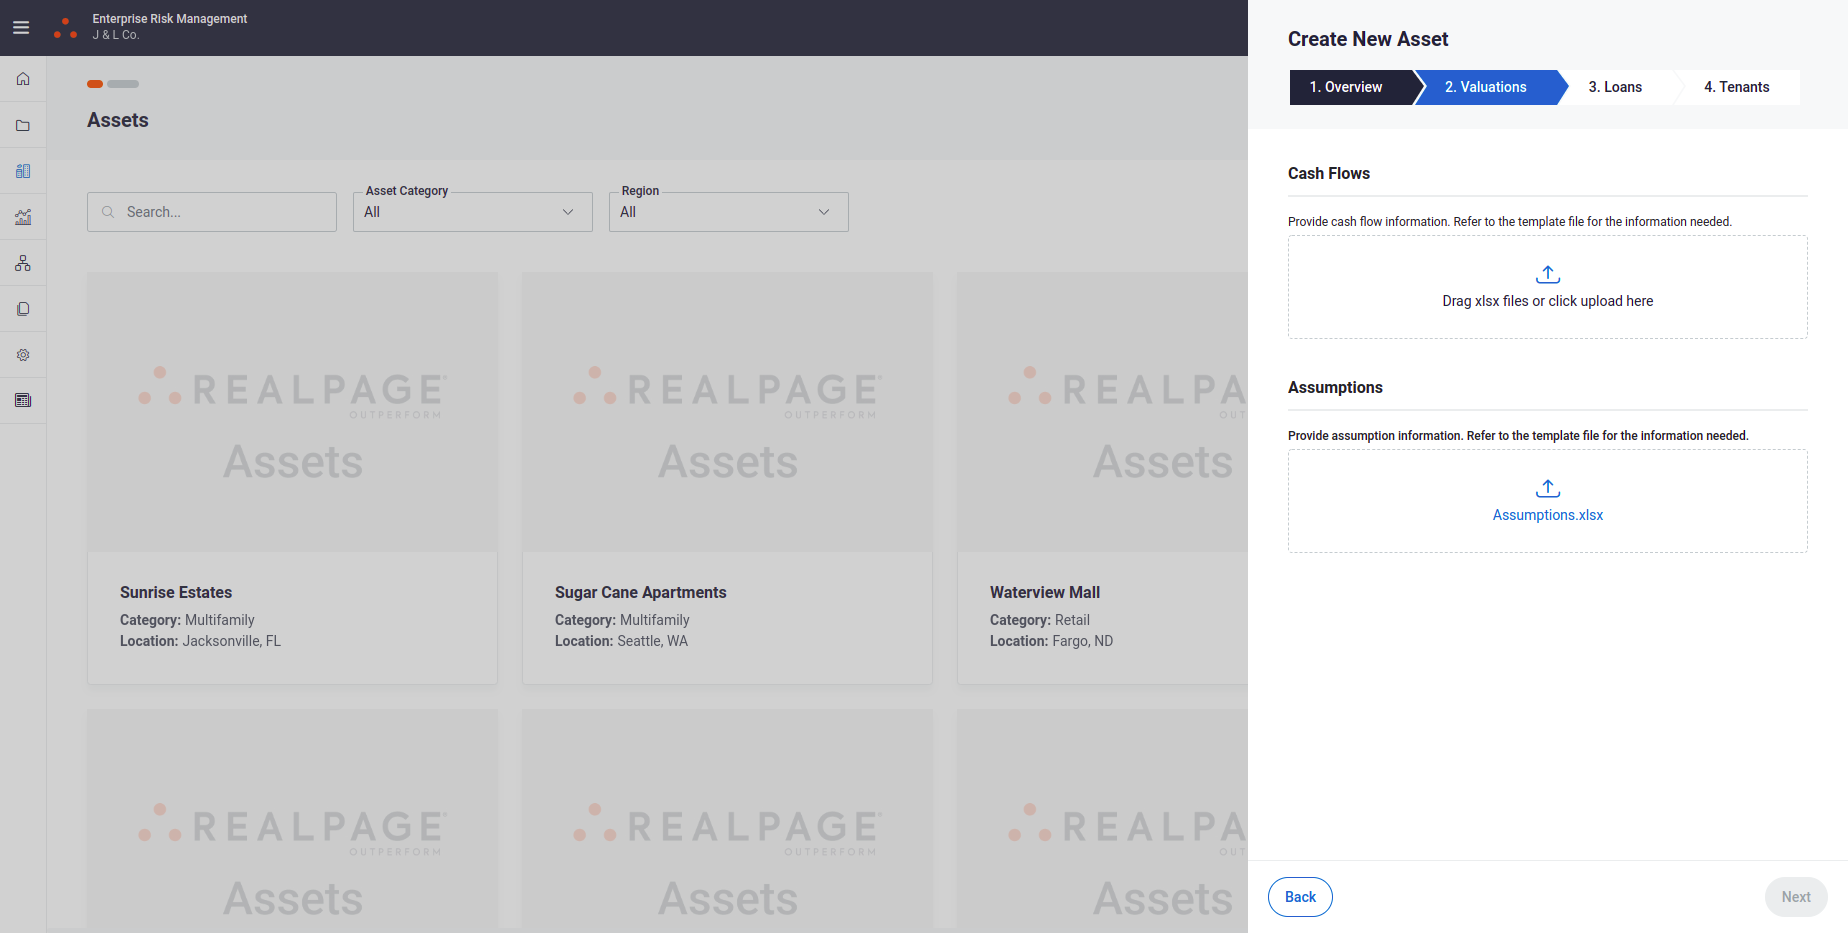 Enterprise Risk Management
J & L Co.
Assets
Search...
Asset Category
All
Region
All
REALPAGE
OUTPERFORM
Assets
REALPAGE
OUTPERFORM
Assets
REALPA
OUT
Assets
Sunrise Estates
Category: Multifamily
Location: Jacksonville, FL
Sugar Cane Apartments
Category: Multifamily
Location: Seattle, WA
Waterview Mall
Category: Retail
Location: Fargo, ND
REALPAGE
OUTPERFORM
Assets
REALPAGE
OUTPERFORM
Assets
REALPA
OUT
Assets
Create New Asset
1. Overview
2. Valuations
3. Loans
4. Tenants
Cash Flows
Provide cash flow information. Refer to the template file for the information needed.
Drag xlsx files or click upload here
Assumptions
Provide assumption information. Refer to the template file for the information needed.
Assumptions.xlsx
Back
Next